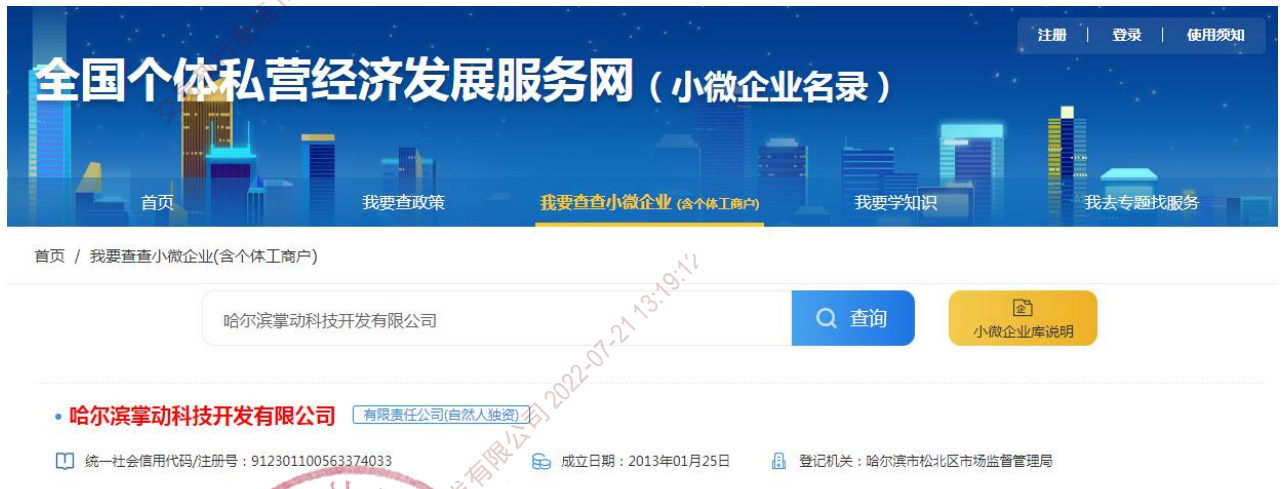 注册 | 登录 | 使用须知
全国个体私营经济发展服务网（小微企业名录）
首页 我要查政策 我要查查小微企业 (含个体工商户) 我要学知识 我去专题找服务
首页 / 我要查查小微企业(含个体工商户)
哈尔滨掌动科技开发有限公司 查询 小微企业库说明
• 哈尔滨掌动科技开发有限公司 有限责任公司(自然人独资)
统一社会信用代码/注册号：912301100563374033 成立日期：2013年01月25日 登记机关：哈尔滨市松北区市场监督管理局
发有限公司 2022-07-21 13:19:12